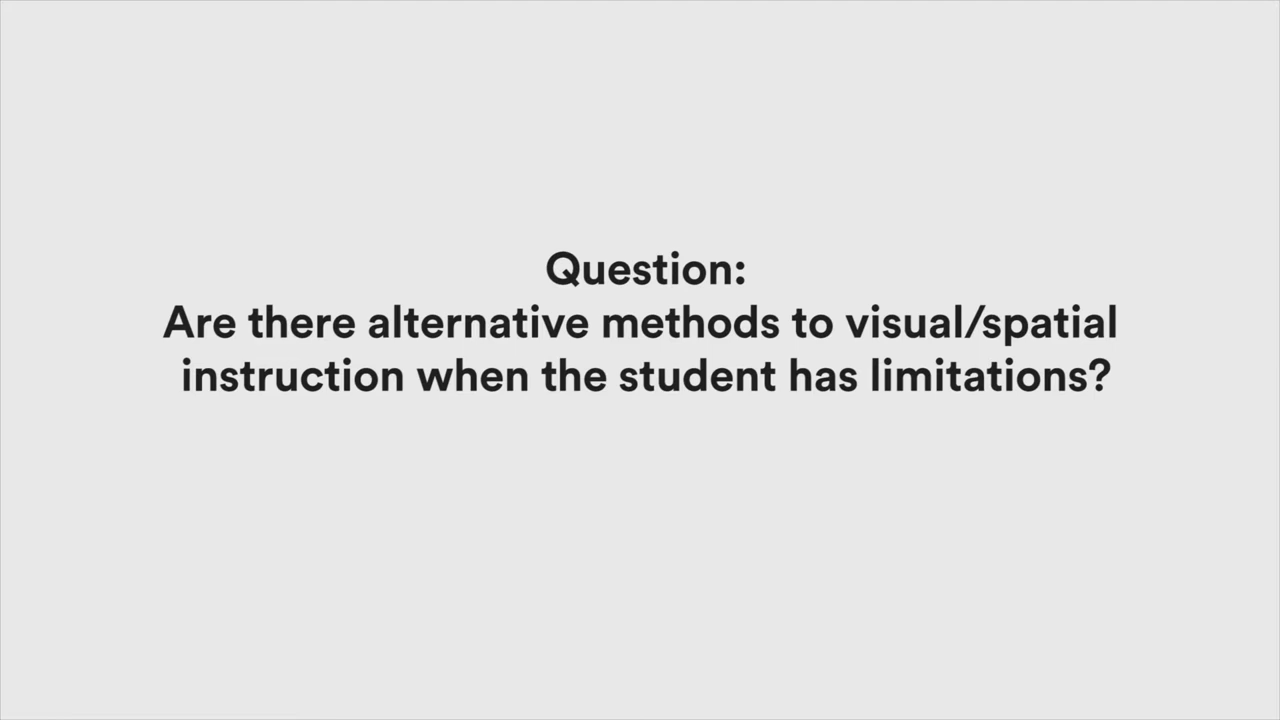 Question:
Are there alternative methods to visual/spatial
instruction when the student has limitations?